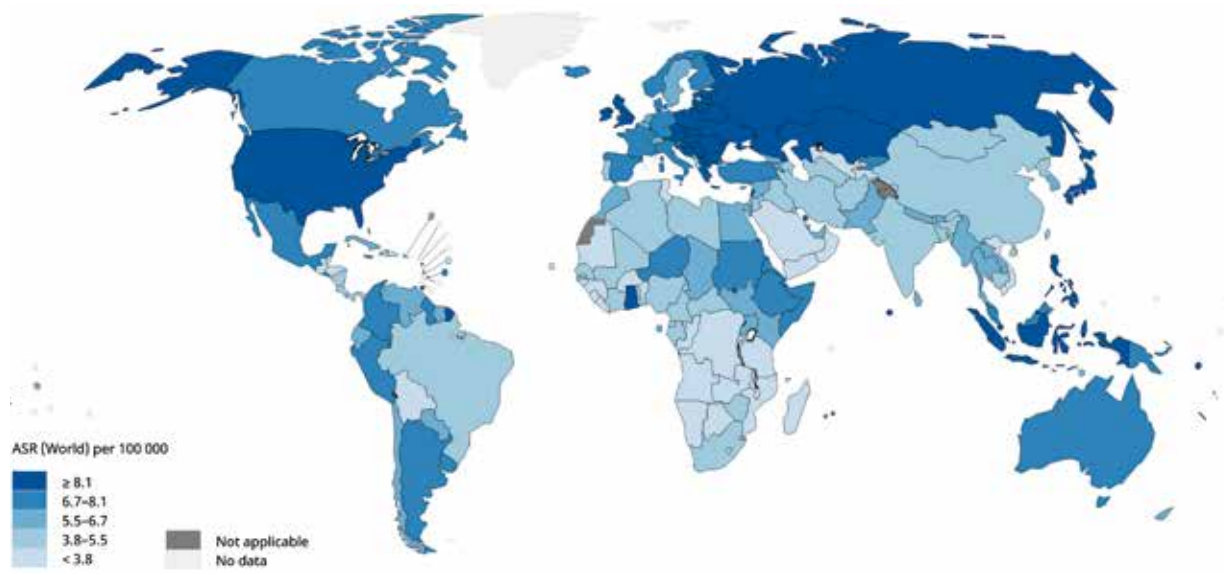 ASR (World) per 100 000
≥ 8.1
6.7–8.1
5.5–6.7
3.8–5.5
< 3.8
Not applicable
No data